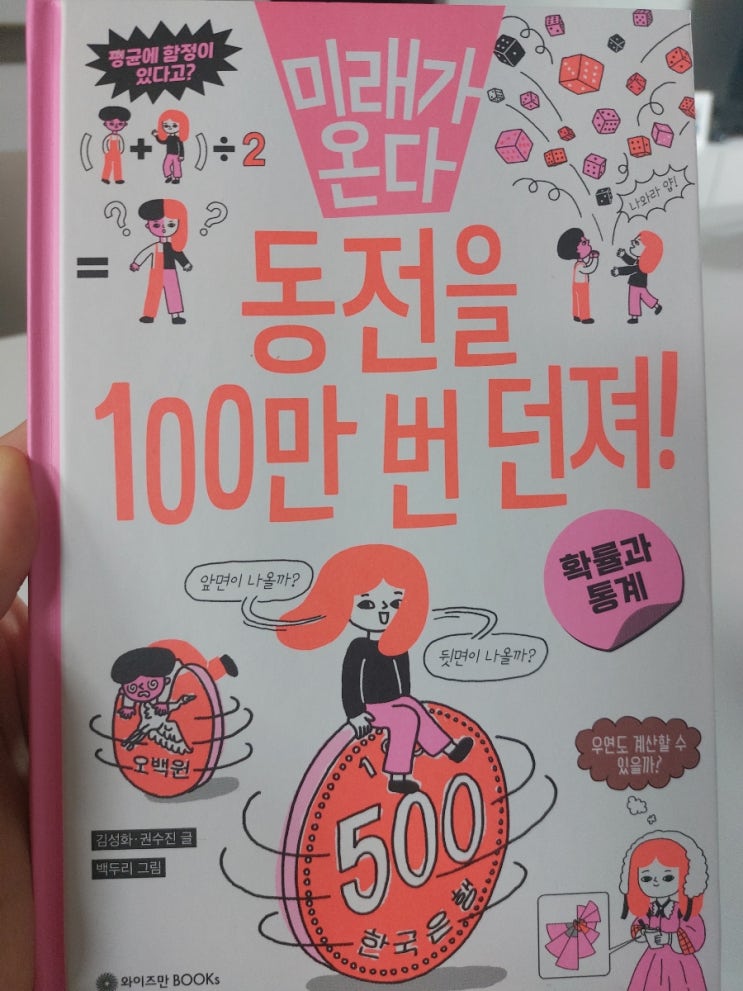 평균에 함정이
있다고?
미래가
온다
( + ) ÷ 2
= ? ?
나와라 얍!
동전을
100만 번 던져!
확률과
통계
앞면이 나올까?
뒷면이 나올까?
오백원
500
한국은행
우연도 계산할 수
있을까?
김성화·권수진 글
백두리 그림
와이즈만 BOOKs